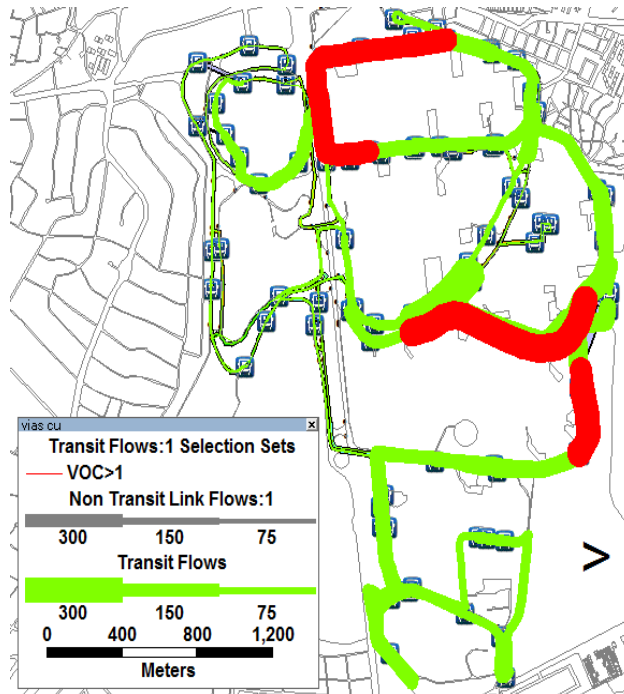 vias cu x
Transit Flows:1 Selection Sets
VOC>1
Non Transit Link Flows:1
300 150 75
Transit Flows
300 150 75
0 400 800 1,200
Meters
>